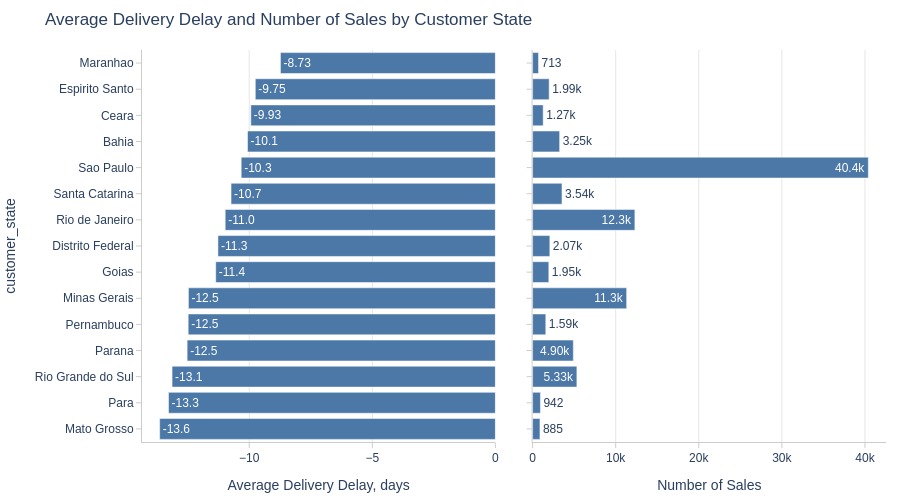 Average Delivery Delay and Number of Sales by Customer State
customer_state
Maranhao -8.73 713
Espirito Santo -9.75 1.99k
Ceara -9.93 1.27k
Bahia -10.1 3.25k
Sao Paulo -10.3 40.4k
Santa Catarina -10.7 3.54k
Rio de Janeiro -11.0 12.3k
Distrito Federal -11.3 2.07k
Goias -11.4 1.95k
Minas Gerais -12.5 11.3k
Pernambuco -12.5 1.59k
Parana -12.5 4.90k
Rio Grande do Sul -13.1 5.33k
Para -13.3 942
Mato Grosso -13.6 885
−10 −5 0 0 10k 20k 30k 40k
Average Delivery Delay, days Number of Sales